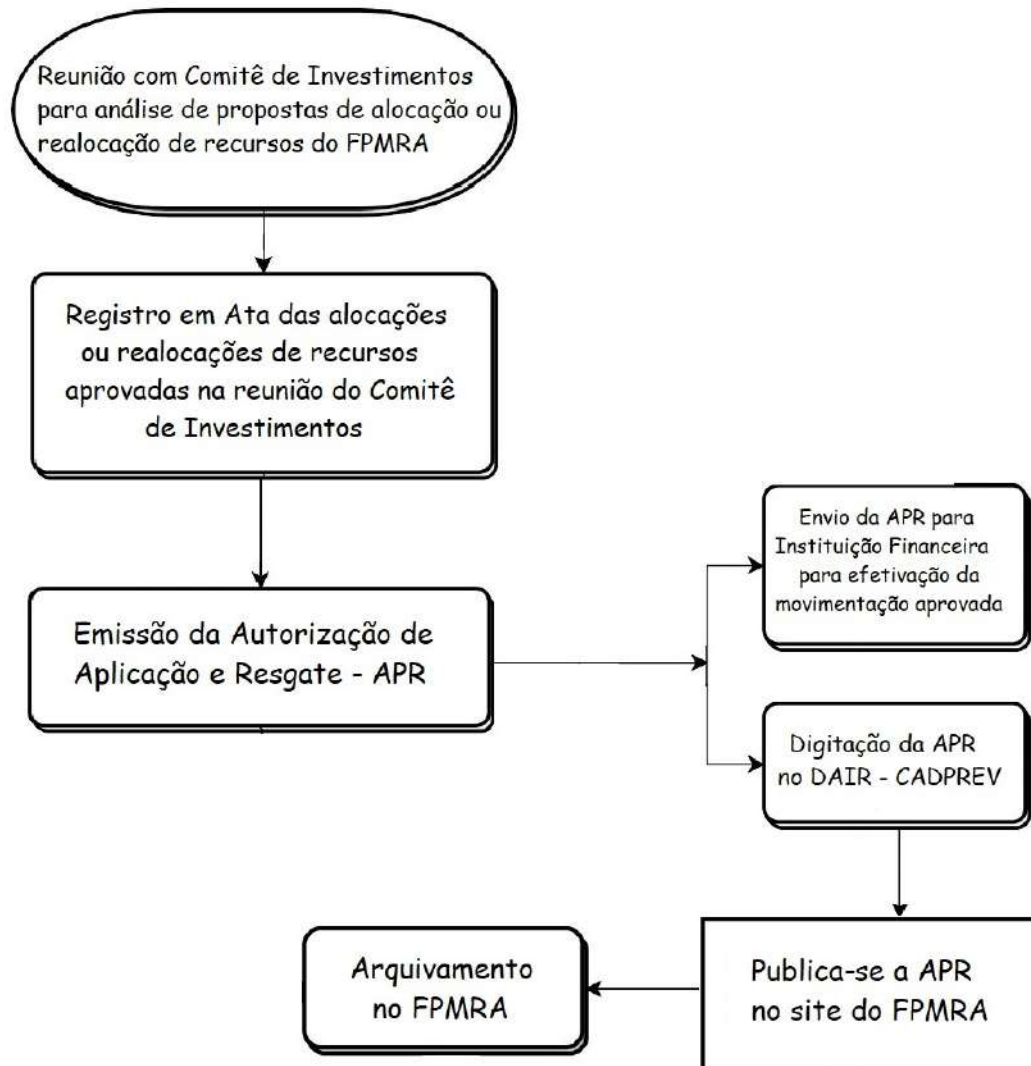 Reunião com Comitê de Investimentos
para análise de propostas de alocação ou
realocação de recursos do FPMRA
Registro em Ata das alocações
ou realocações de recursos
aprovadas na reunião do Comitê
de Investimentos
Emissão da Autorização de
Aplicação e Resgate - APR
Envio da APR para
Instituição Financeira
para efetivação da
movimentação aprovada
Digitação da APR
no DAIR - CADPREV
Publica-se a APR
no site do FPMRA
Arquivamento
no FPMRA